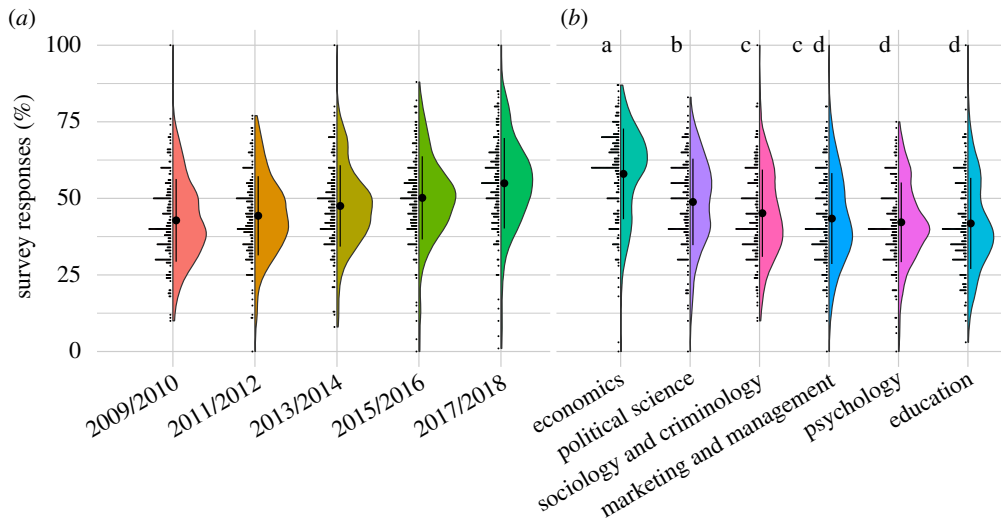 (a)
(b)
survey responses (%)
100
75
50
25
0
2009/2010
2011/2012
2013/2014
2015/2016
2017/2018
a
b
c
c d
d
d
economics
political science
sociology and criminology
marketing and management
psychology
education